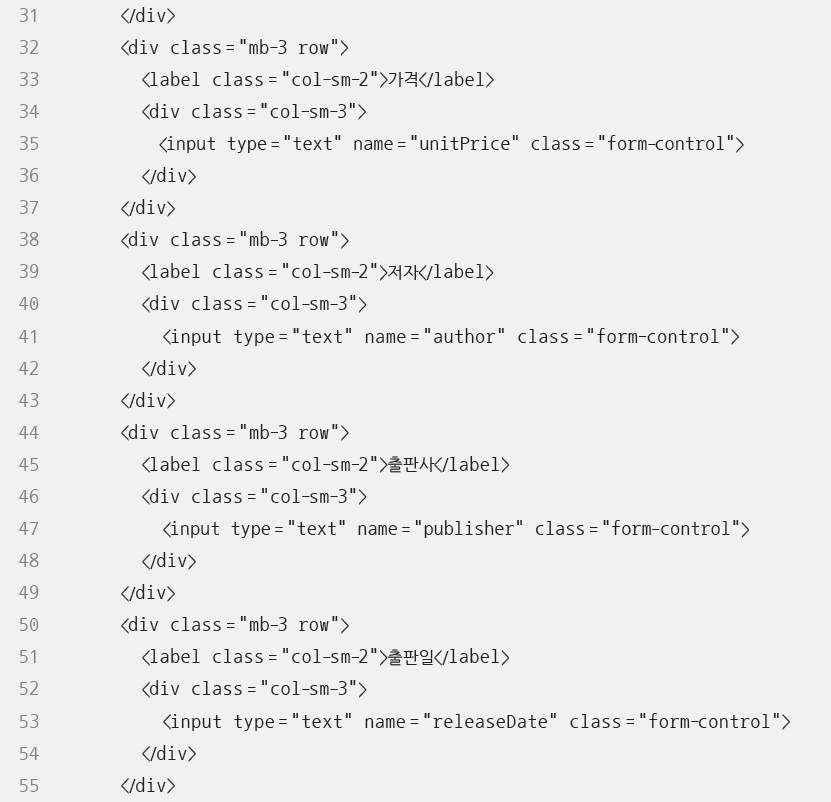 31 </div>
32 <div class="mb-3 row">
33 <label class="col-sm-2">가격</label>
34 <div class="col-sm-3">
35 <input type="text" name="unitPrice" class="form-control">
36 </div>
37 </div>
38 <div class="mb-3 row">
39 <label class="col-sm-2">저자</label>
40 <div class="col-sm-3">
41 <input type="text" name="author" class="form-control">
42 </div>
43 </div>
44 <div class="mb-3 row">
45 <label class="col-sm-2">출판사</label>
46 <div class="col-sm-3">
47 <input type="text" name="publisher" class="form-control">
48 </div>
49 </div>
50 <div class="mb-3 row">
51 <label class="col-sm-2">출판일</label>
52 <div class="col-sm-3">
53 <input type="text" name="releaseDate" class="form-control">
54 </div>
55 </div>